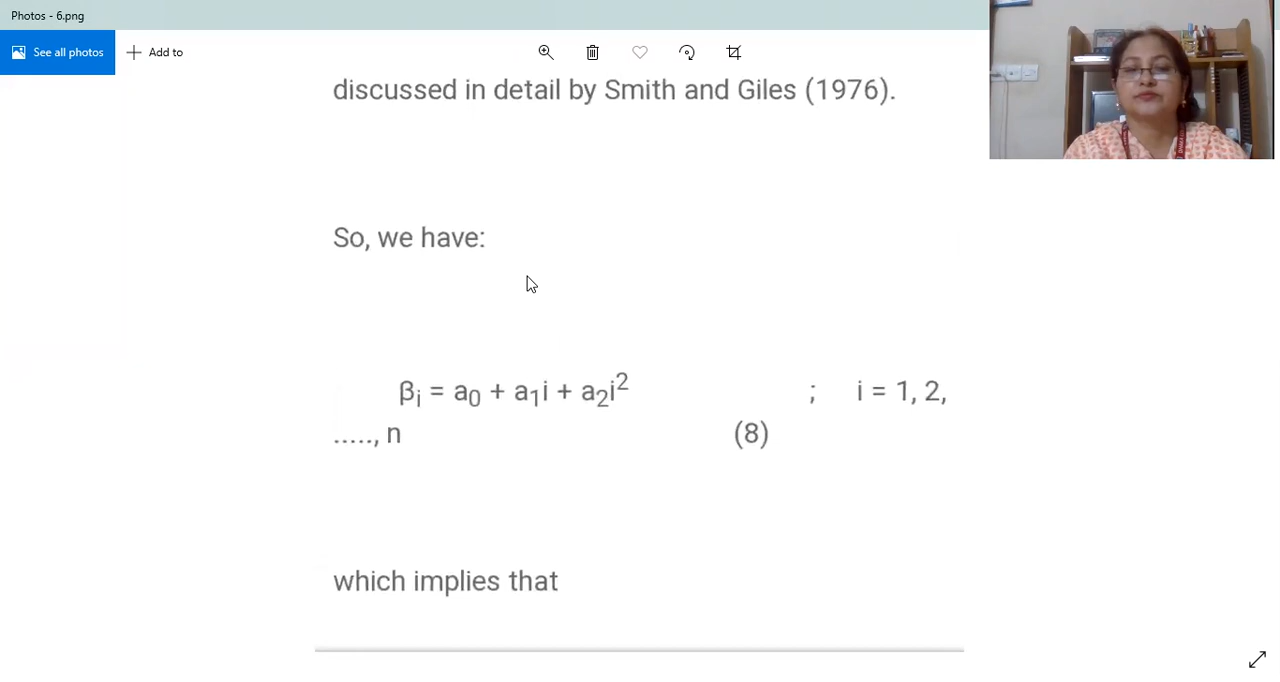 Photos - 6.png
See all photos
Add to
discussed in detail by Smith and Giles (1976).
So, we have:
βi = a0 + a1i + a2i2 ; i = 1, 2,
....., n (8)
which implies that